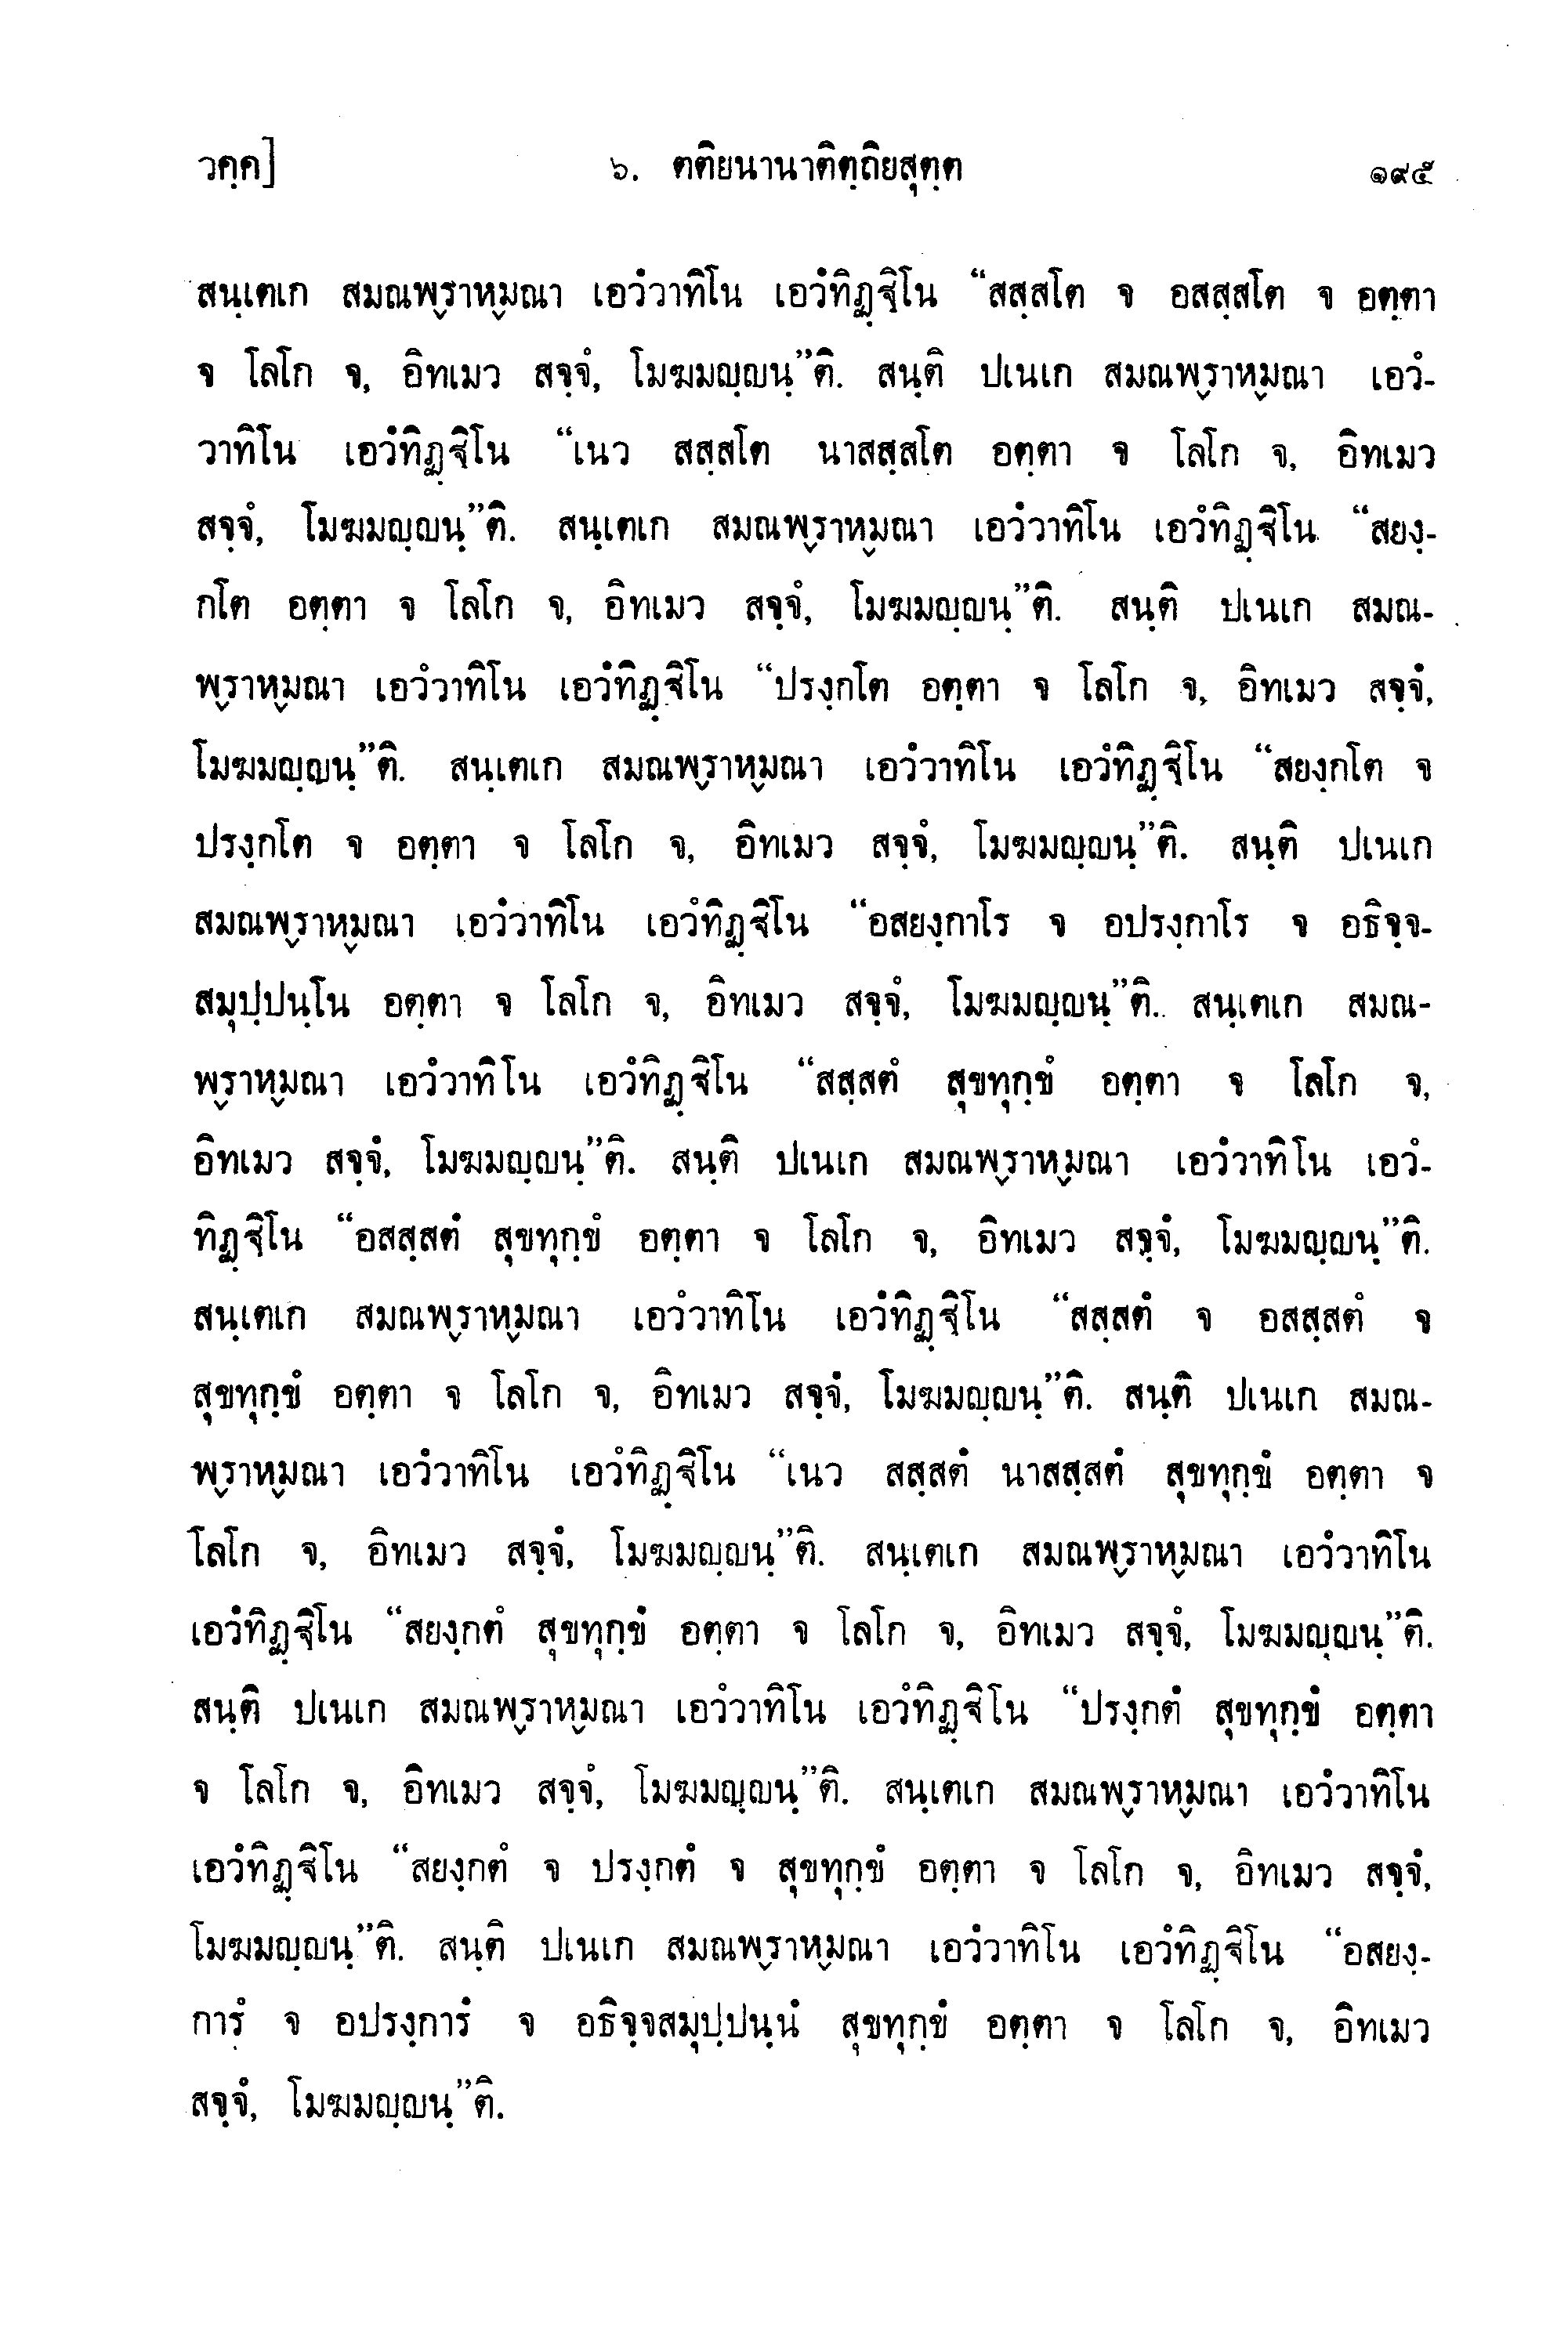 วคฺค]
๖. ตติยนานาติตฺถิยสุตฺต
๑๙๕
สนฺเตเก สมณพฺราหฺมณา เอวํวาทิโน เอวํทิฏฺฐิโน “สสฺสโต จ อสสฺสโต จ อตฺตา
จ โลโก จ, อิทเมว สจฺจํ, โมฆมญฺญนฺ”ติ. สนฺติ ปเนเก สมณพฺราหฺมณา เอวํ-
วาทิโน เอวํทิฏฺฐิโน “เนว สสฺสโต นาสสฺสโต อตฺตา จ โลโก จ, อิทเมว
สจฺจํ, โมฆมญฺญนฺ”ติ. สนฺเตเก สมณพฺราหฺมณา เอวํวาทิโน เอวํทิฏฺฐิโน “สยงฺ-
กโต อตฺตา จ โลโก จ, อิทเมว สจฺจํ, โมฆมญฺญนฺ”ติ. สนฺติ ปเนเก สมณ-
พฺราหฺมณา เอวํวาทิโน เอวํทิฏฺฐิโน “ปรงฺกโต อตฺตา จ โลโก จ, อิทเมว สจฺจํ,
โมฆมญฺญนฺ”ติ. สนฺเตเก สมณพฺราหฺมณา เอวํวาทิโน เอวํทิฏฺฐิโน “สยงฺกโต จ
ปรงฺกโต จ อตฺตา จ โลโก จ, อิทเมว สจฺจํ, โมฆมญฺญนฺ”ติ. สนฺติ ปเนเก
สมณพฺราหฺมณา เอวํวาทิโน เอวํทิฏฺฐิโน “อสยงฺกาโร จ อปรงฺกาโร จ อธิจฺจ-
สมุปฺปนฺโน อตฺตา จ โลโก จ, อิทเมว สจฺจํ, โมฆมญฺญนฺ”ติ. สนฺเตเก สมณ-
พฺราหฺมณา เอวํวาทิโน เอวํทิฏฺฐิโน “สสฺสตํ สุขทุกฺขํ อตฺตา จ โลโก จ,
อิทเมว สจฺจํ, โมฆมญฺญนฺ”ติ. สนฺติ ปเนเก สมณพฺราหฺมณา เอวํวาทิโน เอวํ-
ทิฏฺฐิโน “อสสฺสตํ สุขทุกฺขํ อตฺตา จ โลโก จ, อิทเมว สจฺจํ, โมฆมญฺญนฺ”ติ.
สนฺเตเก สมณพฺราหฺมณา เอวํวาทิโน เอวํทิฏฺฐิโน “สสฺสตํ จ อสสฺสตํ จ
สุขทุกฺขํ อตฺตา จ โลโก จ, อิทเมว สจฺจํ, โมฆมญฺญนฺ”ติ. สนฺติ ปเนเก สมณ-
พฺราหฺมณา เอวํวาทิโน เอวํทิฏฺฐิโน “เนว สสฺสตํ นาสสฺสตํ สุขทุกฺขํ อตฺตา จ
โลโก จ, อิทเมว สจฺจํ, โมฆมญฺญนฺ”ติ. สนฺเตเก สมณพฺราหฺมณา เอวํวาทิโน
เอวํทิฏฺฐิโน “สยงฺกตํ สุขทุกฺขํ อตฺตา จ โลโก จ, อิทเมว สจฺจํ, โมฆมญฺญนฺ”ติ.
สนฺติ ปเนเก สมณพฺราหฺมณา เอวํวาทิโน เอวํทิฏฺฐิโน “ปรงฺกตํ สุขทุกฺขํ อตฺตา
จ โลโก จ, อิทเมว สจฺจํ, โมฆมญฺญนฺ”ติ. สนฺเตเก สมณพฺราหฺมณา เอวํวาทิโน
เอวํทิฏฺฐิโน “สยงฺกตํ จ ปรงฺกตํ จ สุขทุกฺขํ อตฺตา จ โลโก จ, อิทเมว สจฺจํ,
โมฆมญฺญนฺ”ติ. สนฺติ ปเนเก สมณพฺราหฺมณา เอวํวาทิโน เอวํทิฏฺฐิโน “อสยงฺ-
การํ จ อปรงฺการํ จ อธิจฺจสมุปฺปนฺนํ สุขทุกฺขํ อตฺตา จ โลโก จ, อิทเมว
สจฺจํ, โมฆมญฺญนฺ”ติ.